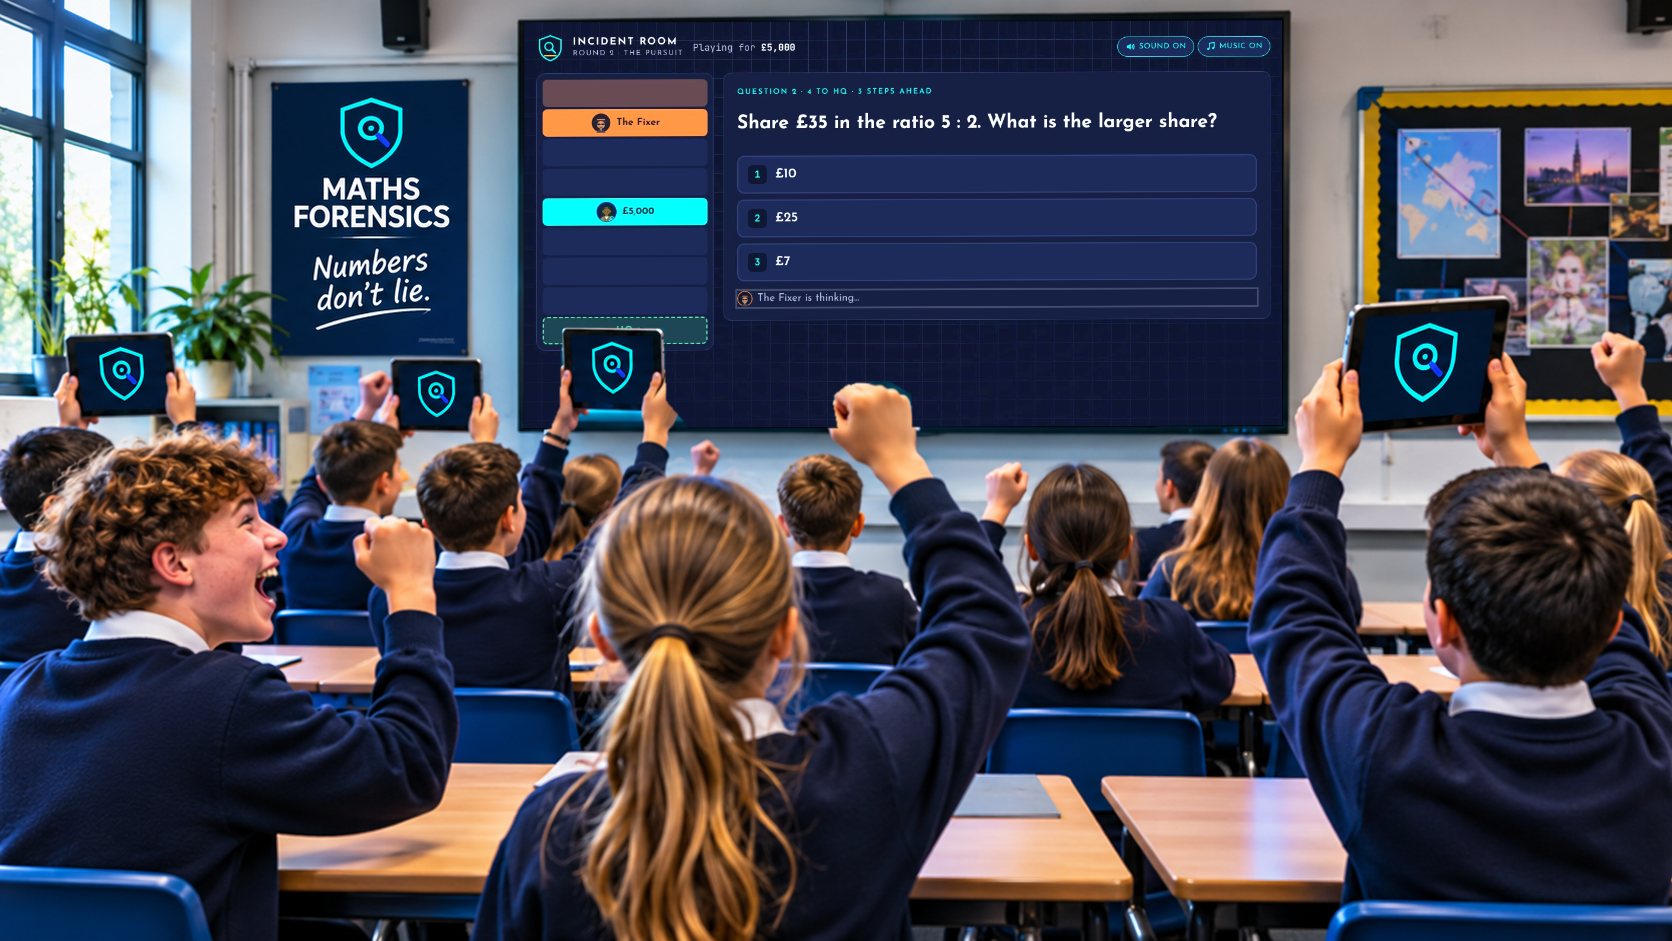 INCIDENT ROOM
ROUND 2 · THE PURSUIT
Playing for £5,000
SOUND ON
MUSIC ON
MATHS
FORENSICS
Numbers
don't lie.
The Fixer
£5,000
QUESTION 2 · 4 TO HQ · 3 STEPS AHEAD
Share £35 in the ratio 5 : 2. What is the larger share?
1 £10
2 £25
3 £7
The Fixer is thinking...